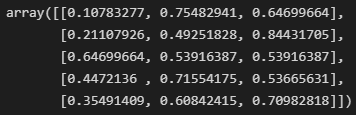 array([[0.10783277, 0.75482941, 0.64699664],
       [0.21107926, 0.49251828, 0.84431705],
       [0.64699664, 0.53916387, 0.53916387],
       [0.4472136 , 0.71554175, 0.53665631],
       [0.35491409, 0.60842415, 0.70982818]])